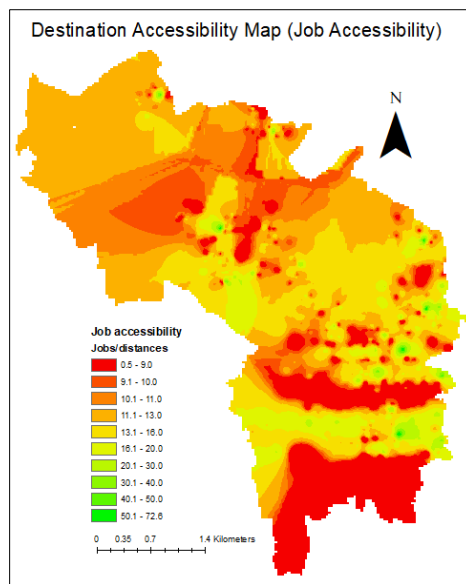 Destination Accessibility Map (Job Accessibility)
N
Job accessibility
Jobs/distances
0.5 - 9.0
9.1 - 10.0
10.1 - 11.0
11.1 - 13.0
13.1 - 16.0
16.1 - 20.0
20.1 - 30.0
30.1 - 40.0
40.1 - 50.0
50.1 - 72.6
0 0.35 0.7 1.4 Kilometers